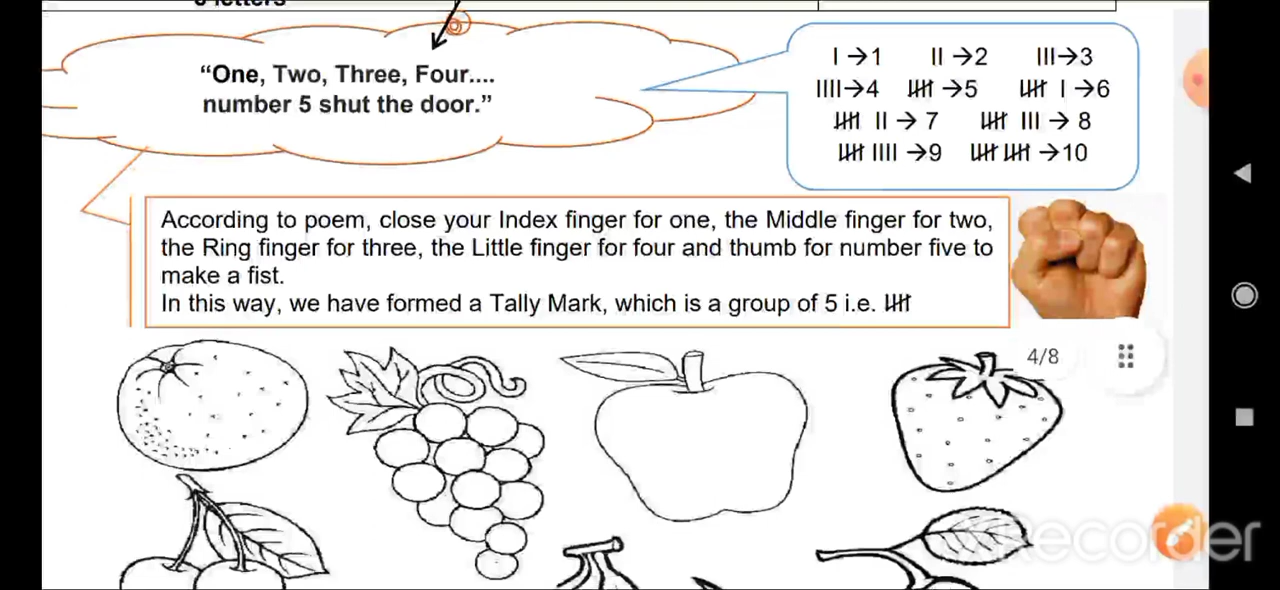 5 letters
“One, Two, Three, Four....
number 5 shut the door.”
I →1 II →2 III→3
IIII→4 𝍸 →5 𝍸 I →6
𝍸 II → 7 𝍸 III → 8
𝍸 IIII →9 𝍸 𝍸 →10
According to poem, close your Index finger for one, the Middle finger for two,
the Ring finger for three, the Little finger for four and thumb for number five to
make a fist.
In this way, we have formed a Tally Mark, which is a group of 5 i.e. 𝍸
4/8
Recorder